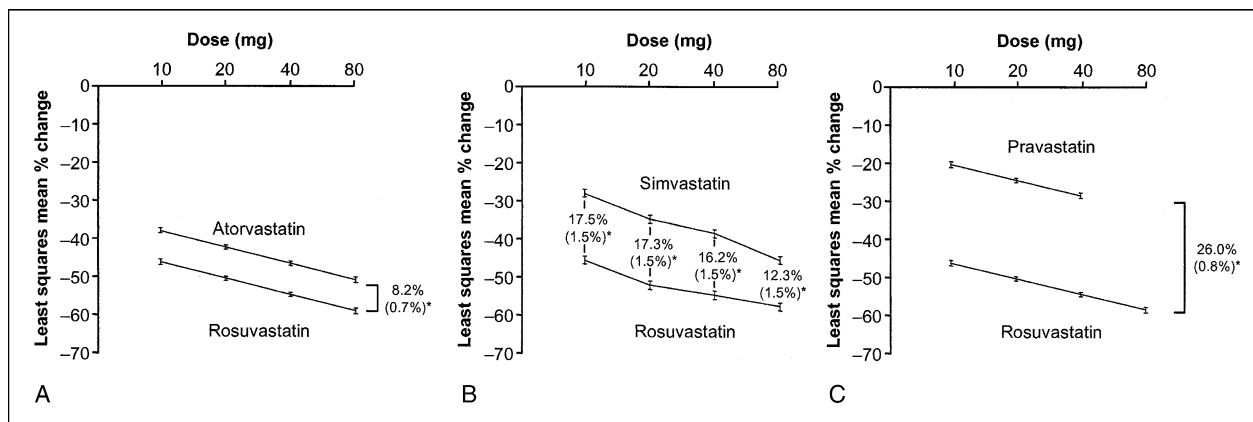 Dose (mg)
10 20 40 80
Least squares mean % change
0
−10
−20
−30
−40
−50
−60
−70
Atorvastatin
Rosuvastatin
8.2%
(0.7%)*
A
Dose (mg)
10 20 40 80
Least squares mean % change
0
−10
−20
−30
−40
−50
−60
−70
Simvastatin
17.5%
(1.5%)*
17.3%
(1.5%)*
16.2%
(1.5%)*
12.3%
(1.5%)*
Rosuvastatin
B
Dose (mg)
10 20 40 80
Least squares mean % change
0
−10
−20
−30
−40
−50
−60
−70
Pravastatin
Rosuvastatin
26.0%
(0.8%)*
C